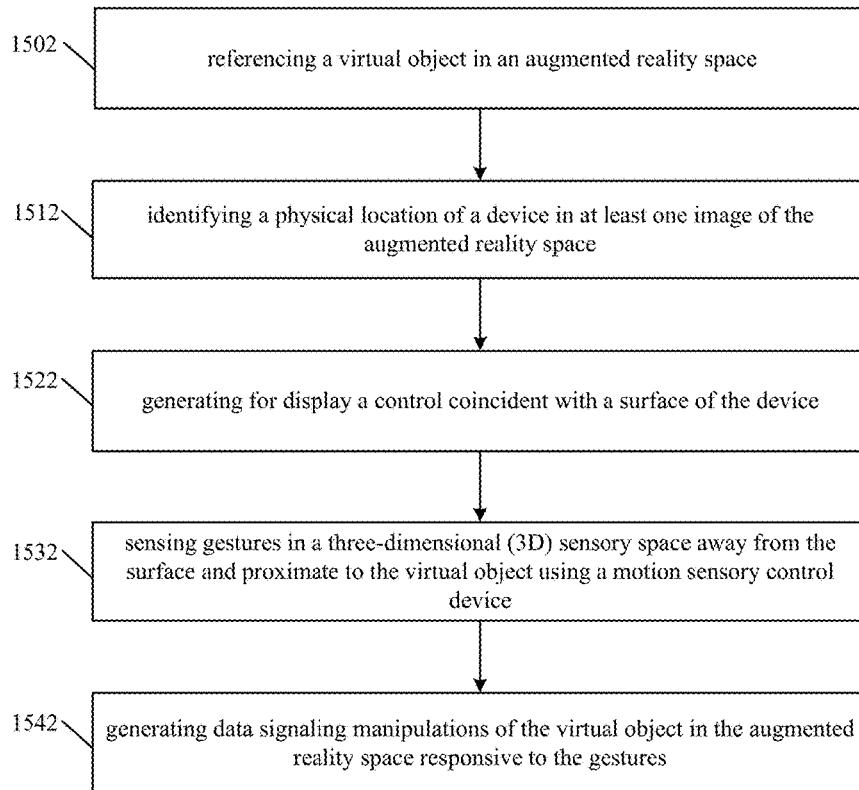 1502
referencing a virtual object in an augmented reality space
1512
identifying a physical location of a device in at least one image of the
augmented reality space
1522
generating for display a control coincident with a surface of the device
1532
sensing gestures in a three-dimensional (3D) sensory space away from the
surface and proximate to the virtual object using a motion sensory control
device
1542
generating data signaling manipulations of the virtual object in the augmented
reality space responsive to the gestures